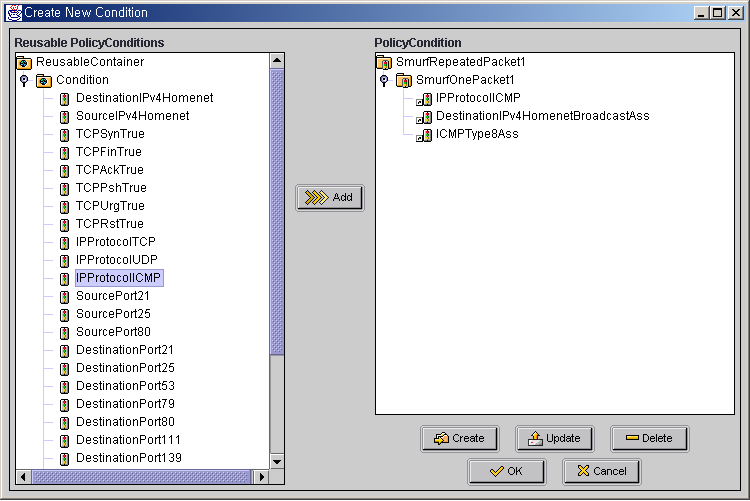 Create New Condition
Reusable PolicyConditions
ReusableContainer
Condition
DestinationIPv4Homenet
SourceIPv4Homenet
TCPSynTrue
TCPFinTrue
TCPAckTrue
TCPPshTrue
TCPUrgTrue
TCPRstTrue
IPProtocolTCP
IPProtocolUDP
IPProtocolICMP
SourcePort21
SourcePort25
SourcePort80
DestinationPort21
DestinationPort25
DestinationPort53
DestinationPort79
DestinationPort80
DestinationPort111
DestinationPort139
Add
PolicyCondition
SmurfRepeatedPacket1
SmurfOnePacket1
IPProtocolICMP
DestinationIPv4HomenetBroadcastAss
ICMPType8Ass
Create
Update
Delete
OK
Cancel